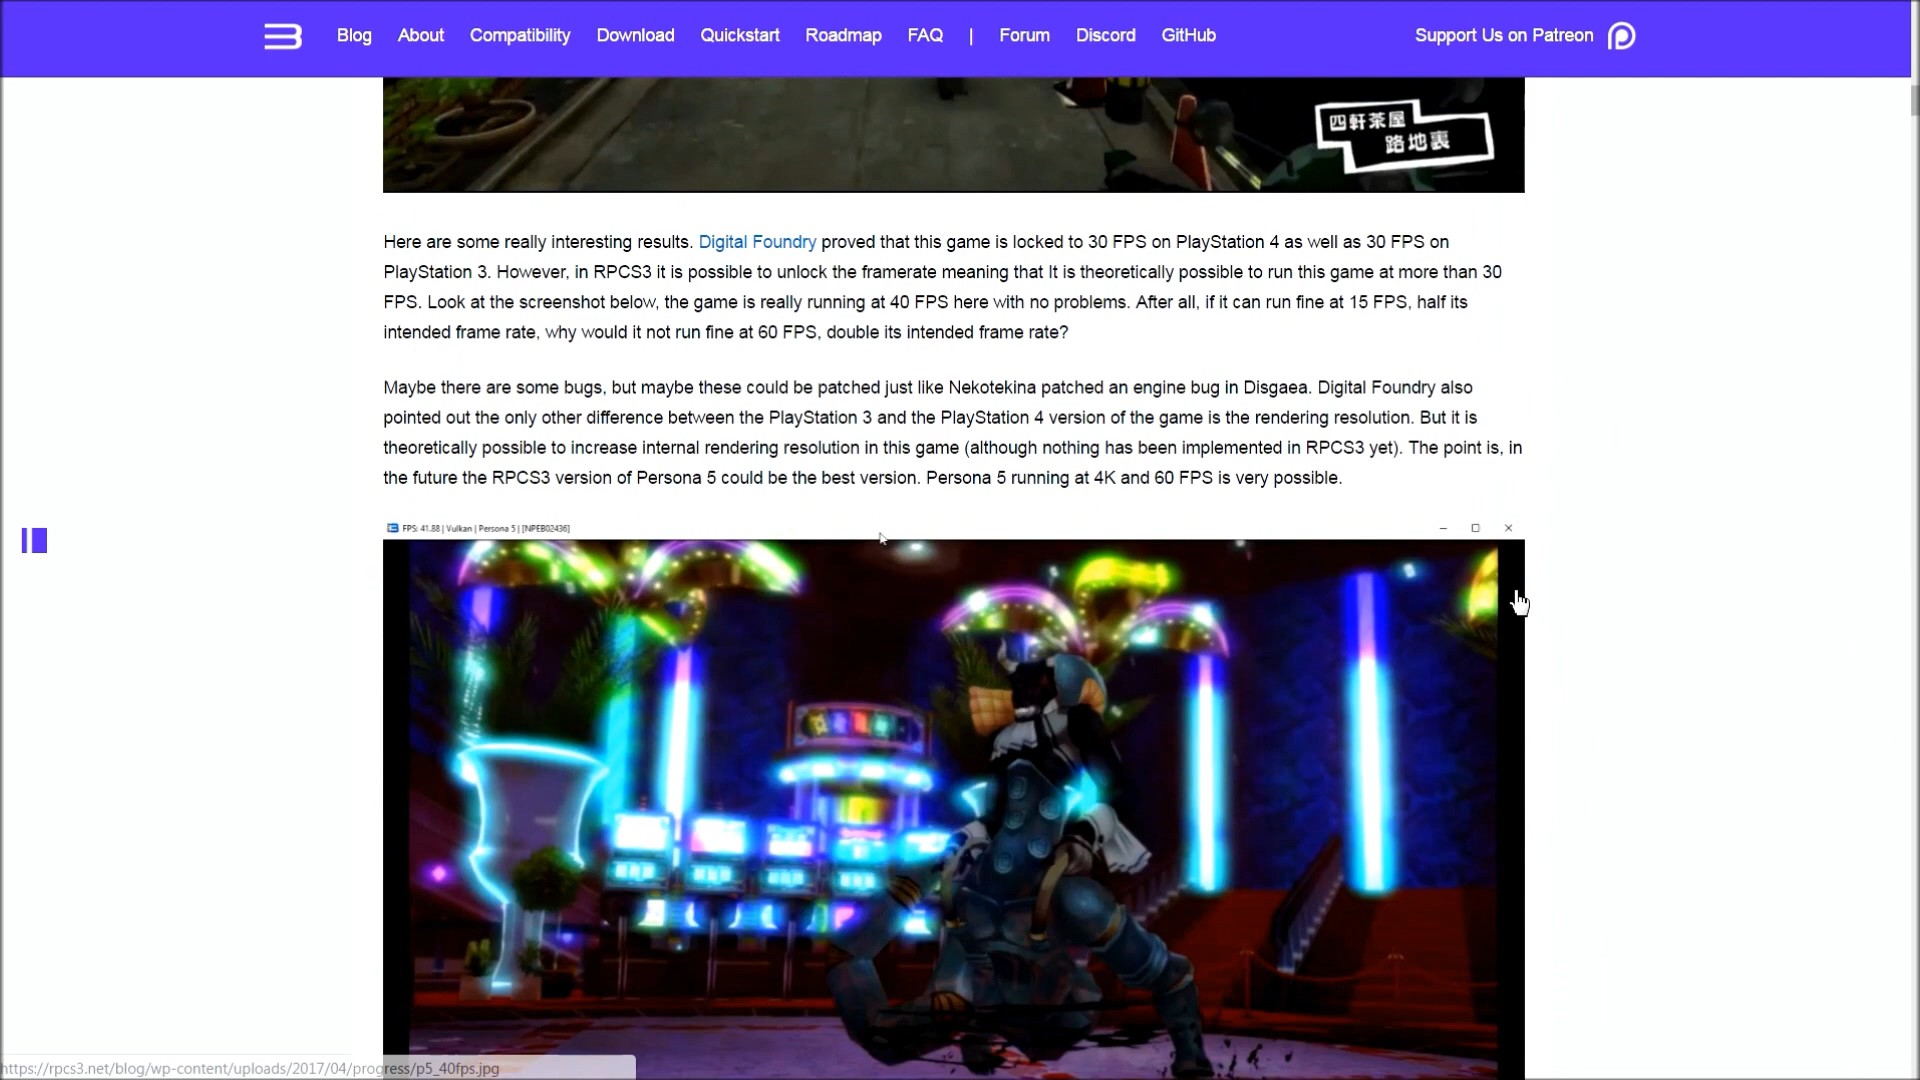 Blog About Compatibility Download Quickstart Roadmap FAQ | Forum Discord GitHub Support Us on Patreon
四軒茶屋
路地裏
Here are some really interesting results. Digital Foundry proved that this game is locked to 30 FPS on PlayStation 4 as well as 30 FPS on
PlayStation 3. However, in RPCS3 it is possible to unlock the framerate meaning that It is theoretically possible to run this game at more than 30
FPS. Look at the screenshot below, the game is really running at 40 FPS here with no problems. After all, if it can run fine at 15 FPS, half its
intended frame rate, why would it not run fine at 60 FPS, double its intended frame rate?
Maybe there are some bugs, but maybe these could be patched just like Nekotekina patched an engine bug in Disgaea. Digital Foundry also
pointed out the only other difference between the PlayStation 3 and the PlayStation 4 version of the game is the rendering resolution. But it is
theoretically possible to increase internal rendering resolution in this game (although nothing has been implemented in RPCS3 yet). The point is, in
the future the RPCS3 version of Persona 5 could be the best version. Persona 5 running at 4K and 60 FPS is very possible.
FPS: 41.88 | Vulkan | Persona 5 | [NPEB02436]
https://rpcs3.net/blog/wp-content/uploads/2017/04/progress/p5_40fps.jpg